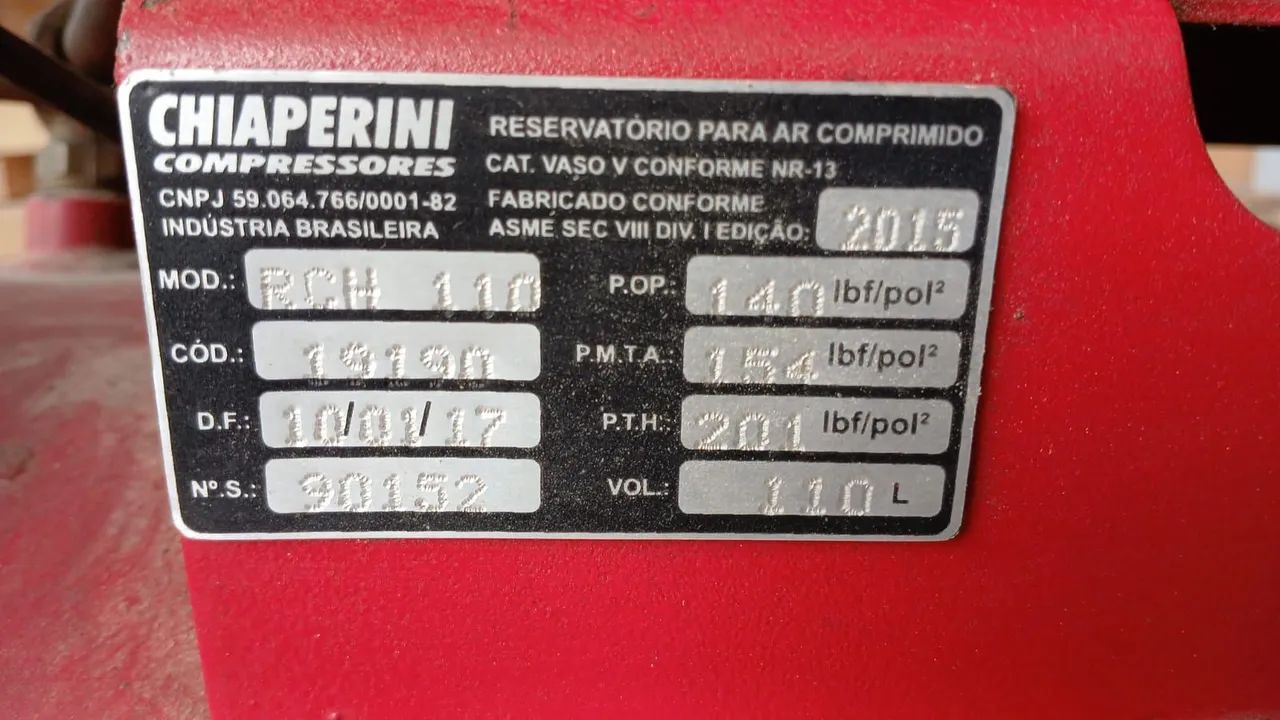 CHIAPERINI
COMPRESSORES
CNPJ 59.064.766/0001-82
INDÚSTRIA BRASILEIRA
RESERVATÓRIO PARA AR COMPRIMIDO
CAT. VASO V CONFORME NR-13
FABRICADO CONFORME
ASME SEC VIII DIV. I EDIÇÃO: 2015
MOD.: RCH 110
CÓD.: 19190
D.F.: 10/01/17
Nº.S.: 90152
P.OP.: 140 lbf/pol²
P.M.T.A.: 154 lbf/pol²
P.T.H.: 201 lbf/pol²
VOL.: 110 L